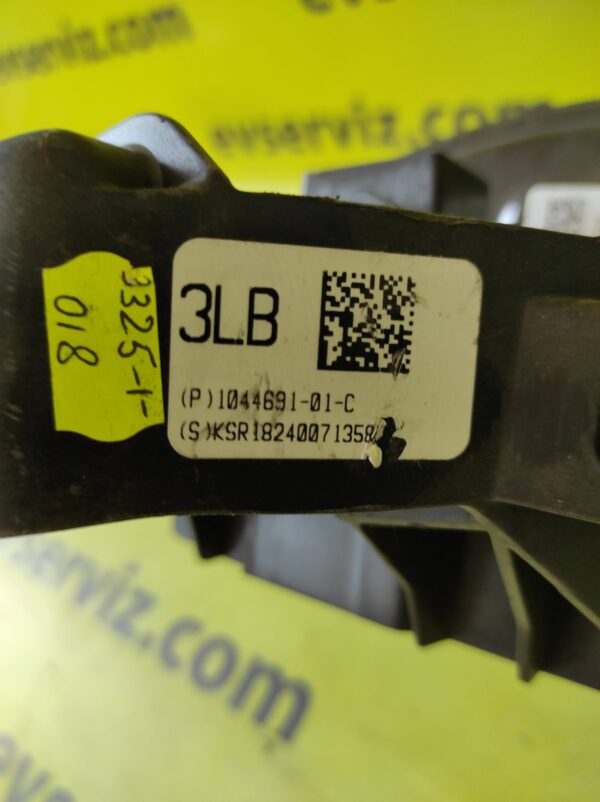 evserviz.com
evserviz.com
3325-1-
018
3LB
(P)1044691-01-C
(S)KSR18240071358
evserviz.com